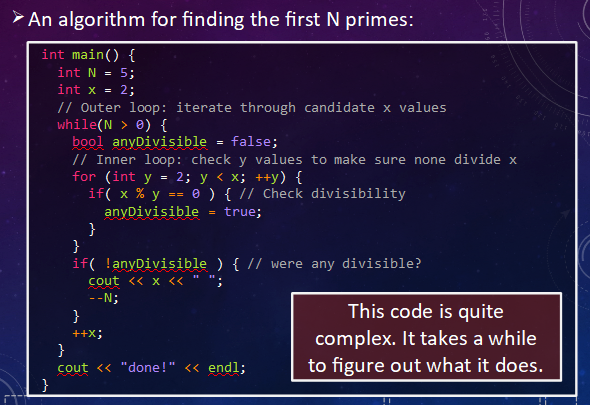 ➤ An algorithm for finding the first N primes:
int main() {
  int N = 5;
  int x = 2;
  // Outer loop: iterate through candidate x values
  while(N > 0) {
    bool anyDivisible = false;
    // Inner loop: check y values to make sure none divide x
    for (int y = 2; y < x; ++y) {
      if( x % y == 0 ) { // Check divisibility
        anyDivisible = true;
      }
    }
    if( !anyDivisible ) { // were any divisible?
      cout << x << " ";
      --N;
    }
    ++x;
  }
  cout << "done!" << endl;
}
This code is quite
complex. It takes a while
to figure out what it does.